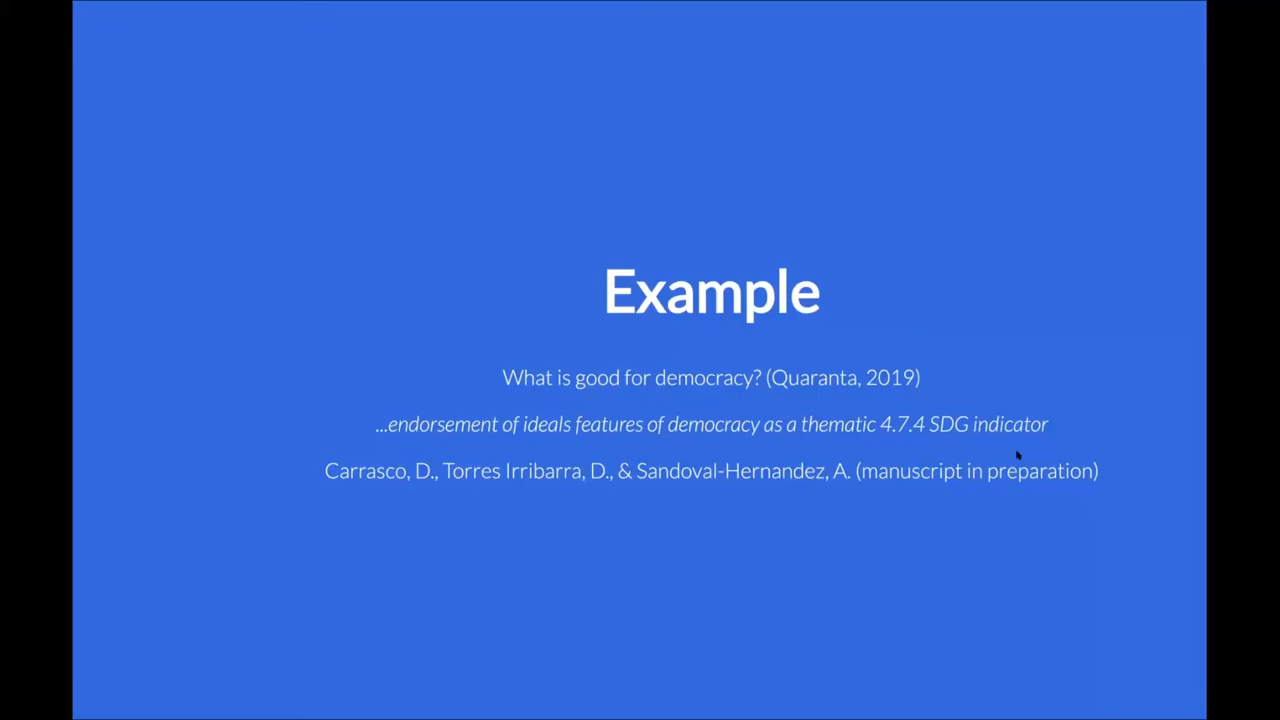 Example
What is good for democracy? (Quaranta, 2019)
...endorsement of ideals features of democracy as a thematic 4.7.4 SDG indicator
Carrasco, D., Torres Irribarra, D., & Sandoval-Hernandez, A. (manuscript in preparation)